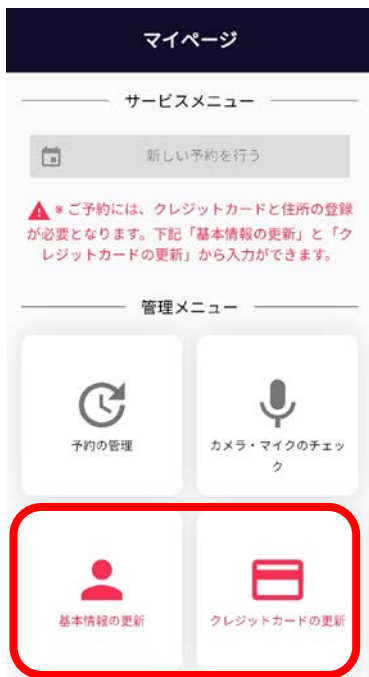 マイページ
サービスメニュー
新しい予約を行う
※ご予約には、クレジットカードと住所の登録
が必要となります。下記「基本情報の更新」と「ク
レジットカードの更新」から入力ができます。
管理メニュー
予約の管理
カメラ・マイクのチェッ
ク
基本情報の更新
クレジットカードの更新